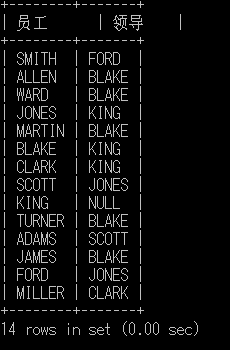 +--------+-------+
| 员工 | 领导 |
+--------+-------+
| SMITH | FORD |
| ALLEN | BLAKE |
| WARD | BLAKE |
| JONES | KING |
| MARTIN | BLAKE |
| BLAKE | KING |
| CLARK | KING |
| SCOTT | JONES |
| KING | NULL |
| TURNER | BLAKE |
| ADAMS | SCOTT |
| JAMES | BLAKE |
| FORD | JONES |
| MILLER | CLARK |
+--------+-------+
14 rows in set (0.00 sec)